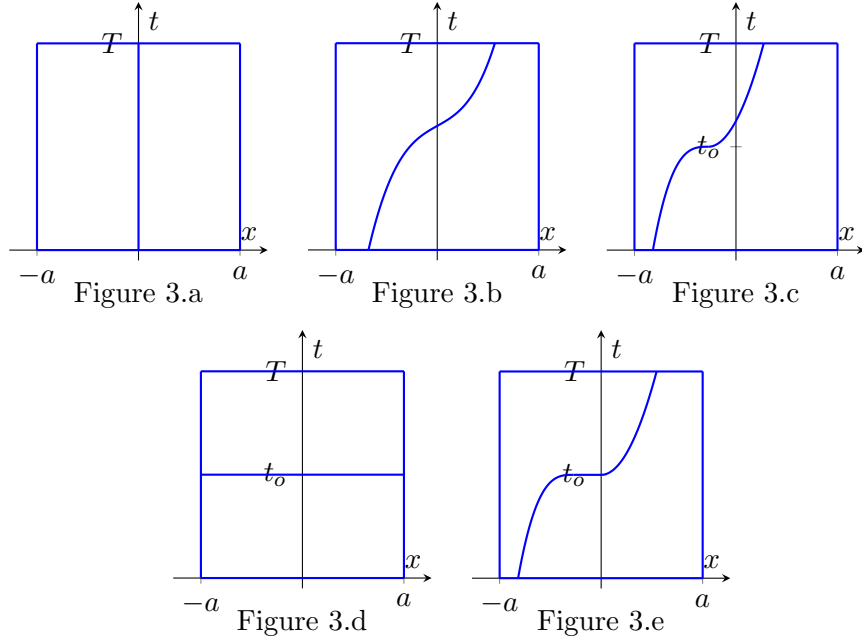 t t t
T T T
t_o
x x x
−a a −a a −a a
Figure 3.a Figure 3.b Figure 3.c
t t
T T
t_o t_o
x x
−a a −a a
Figure 3.d Figure 3.e